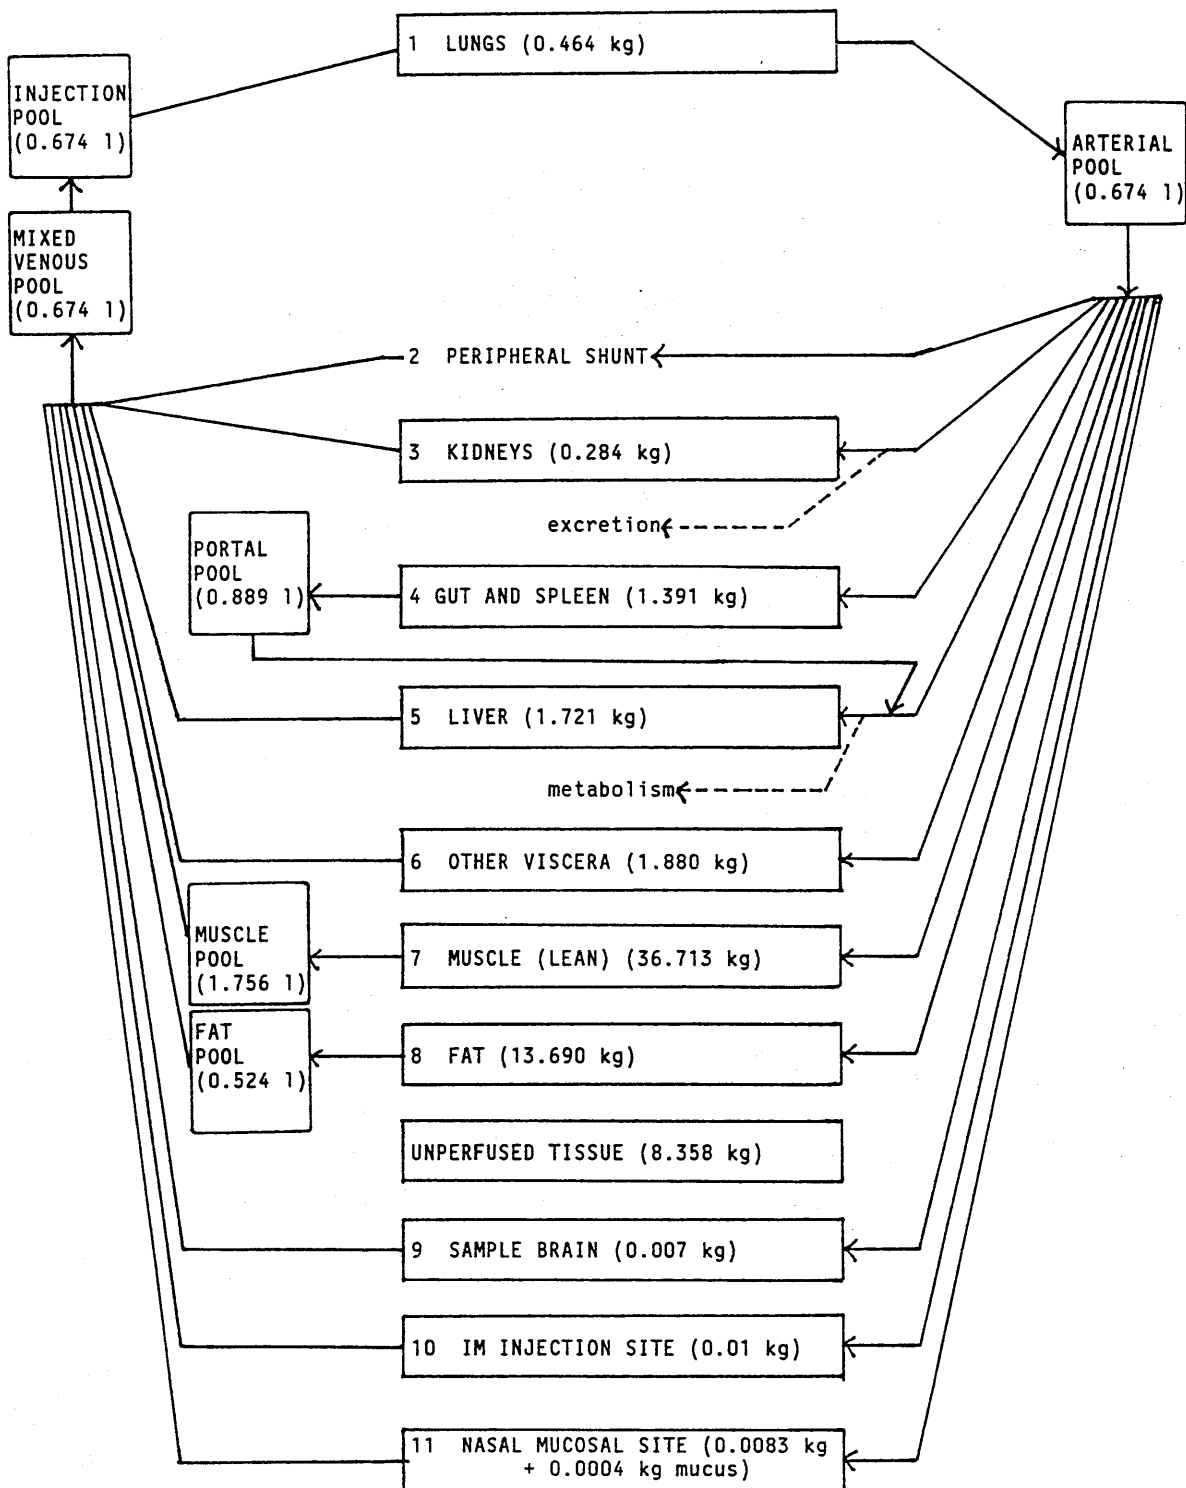 1 LUNGS (0.464 kg)
INJECTION
POOL
(0.674 l)
ARTERIAL
POOL
(0.674 l)
MIXED
VENOUS
POOL
(0.674 l)
2 PERIPHERAL SHUNT
3 KIDNEYS (0.284 kg)
excretion
PORTAL
POOL
(0.889 l)
4 GUT AND SPLEEN (1.391 kg)
5 LIVER (1.721 kg)
metabolism
6 OTHER VISCERA (1.880 kg)
MUSCLE
POOL
(1.756 l)
7 MUSCLE (LEAN) (36.713 kg)
FAT
POOL
(0.524 l)
8 FAT (13.690 kg)
UNPERFUSED TISSUE (8.358 kg)
9 SAMPLE BRAIN (0.007 kg)
10 IM INJECTION SITE (0.01 kg)
11 NASAL MUCOSAL SITE (0.0083 kg
+ 0.0004 kg mucus)